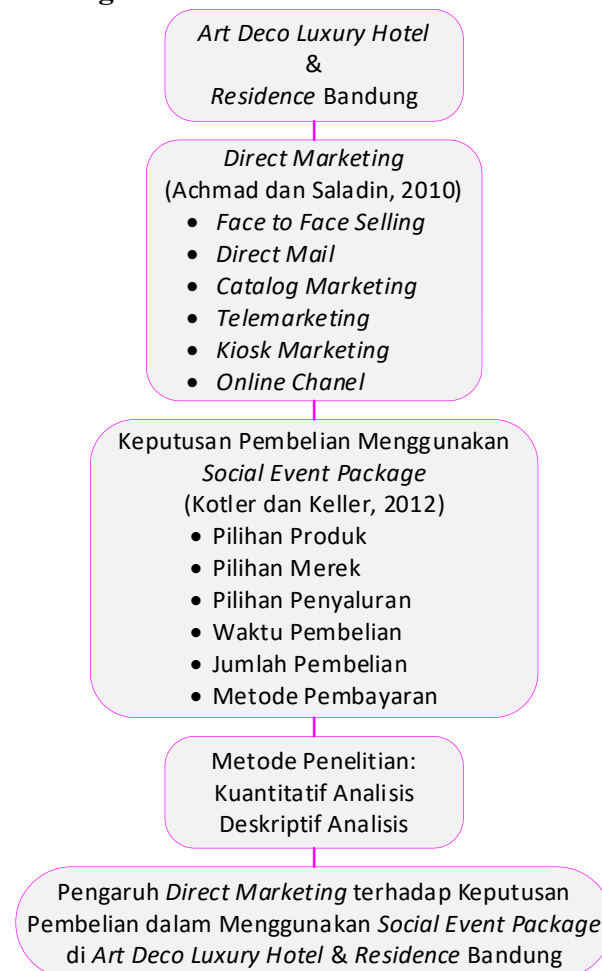 Art Deco Luxury Hotel
&
Residence Bandung
Direct Marketing
(Achmad dan Saladin, 2010)
• Face to Face Selling
• Direct Mail
• Catalog Marketing
• Telemarketing
• Kiosk Marketing
• Online Chanel
Keputusan Pembelian Menggunakan
Social Event Package
(Kotler dan Keller, 2012)
• Pilihan Produk
• Pilihan Merek
• Pilihan Penyaluran
• Waktu Pembelian
• Jumlah Pembelian
• Metode Pembayaran
Metode Penelitian:
Kuantitatif Analisis
Deskriptif Analisis
Pengaruh Direct Marketing terhadap Keputusan
Pembelian dalam Menggunakan Social Event Package
di Art Deco Luxury Hotel & Residence Bandung